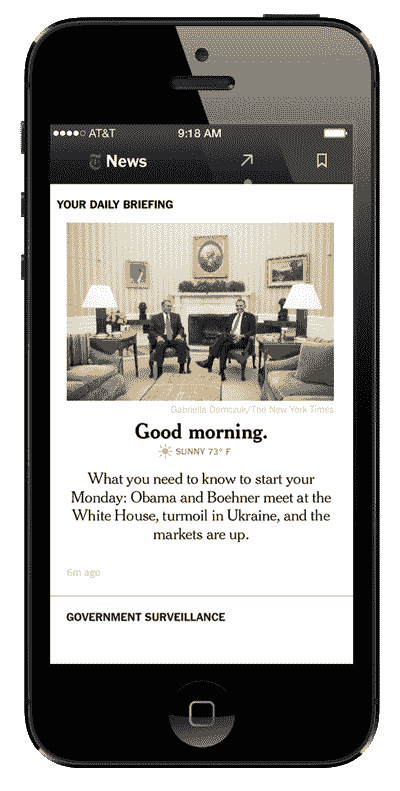 AT&T 9:18 AM
T News
YOUR DAILY BRIEFING
Gabriella Demczuk/The New York Times
Good morning.
SUNNY 73° F
What you need to know to start your
Monday: Obama and Boehner meet at the
White House, turmoil in Ukraine, and the
markets are up.
6m ago
GOVERNMENT SURVEILLANCE